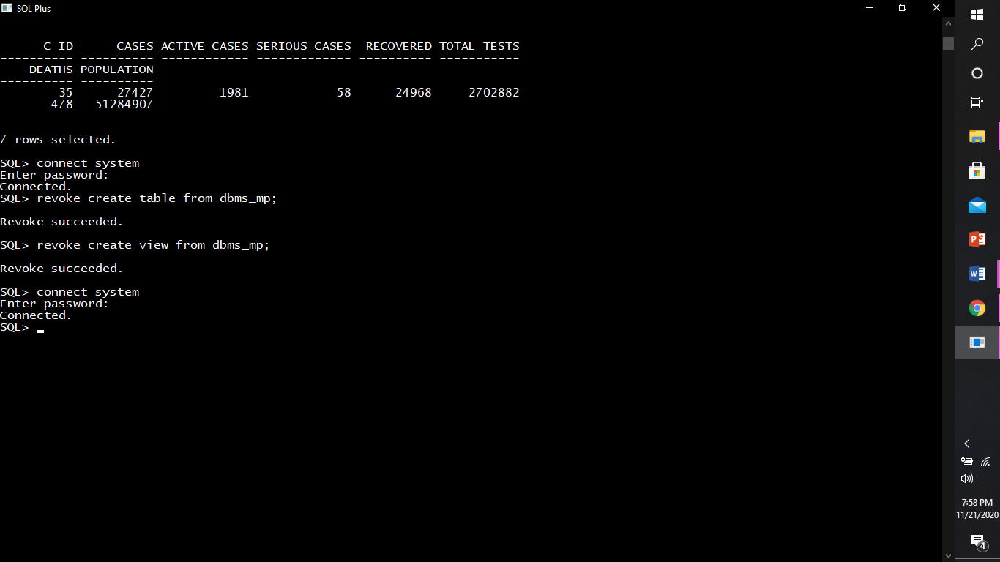 SQL Plus
C_ID CASES ACTIVE_CASES SERIOUS_CASES RECOVERED TOTAL_TESTS
---------- ---------- ------------ ------------- ---------- -----------
DEATHS POPULATION
---------- ----------
35 27427 1981 58 24968 2702882
478 51284907
7 rows selected.
SQL> connect system
Enter password:
Connected.
SQL> revoke create table from dbms_mp;
Revoke succeeded.
SQL> revoke create view from dbms_mp;
Revoke succeeded.
SQL> connect system
Enter password:
Connected.
SQL>
7:58 PM
11/21/2020
4